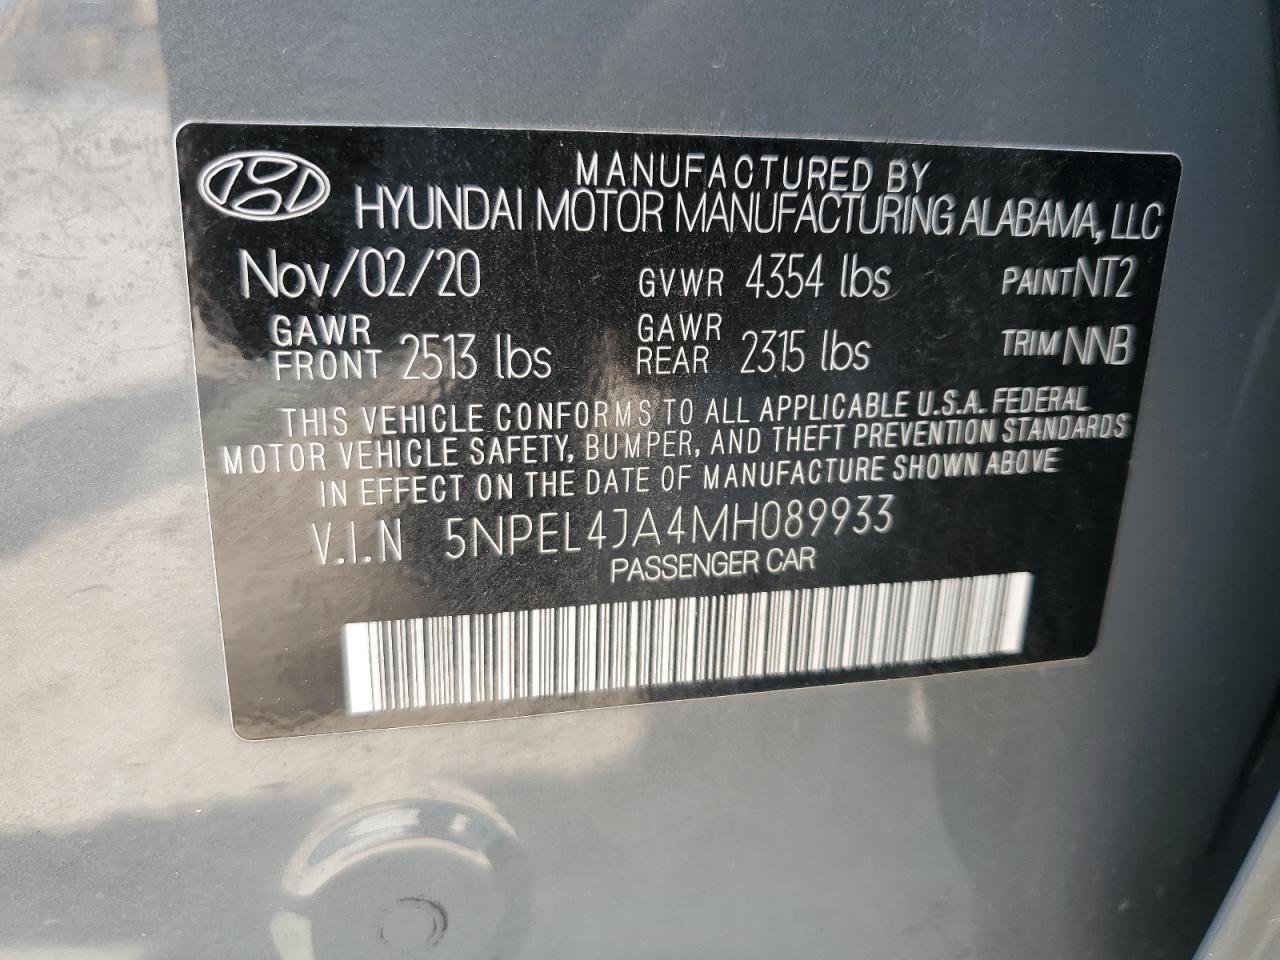 MANUFACTURED BY
HYUNDAI MOTOR MANUFACTURING ALABAMA, LLC
Nov/02/20 GVWR 4354 lbs PAINT NT2
GAWR FRONT 2513 lbs GAWR REAR 2315 lbs TRIM NNB
THIS VEHICLE CONFORMS TO ALL APPLICABLE U.S.A. FEDERAL
MOTOR VEHICLE SAFETY, BUMPER, AND THEFT PREVENTION STANDARDS
IN EFFECT ON THE DATE OF MANUFACTURE SHOWN ABOVE
V.I.N 5NPEL4JA4MH089933
PASSENGER CAR